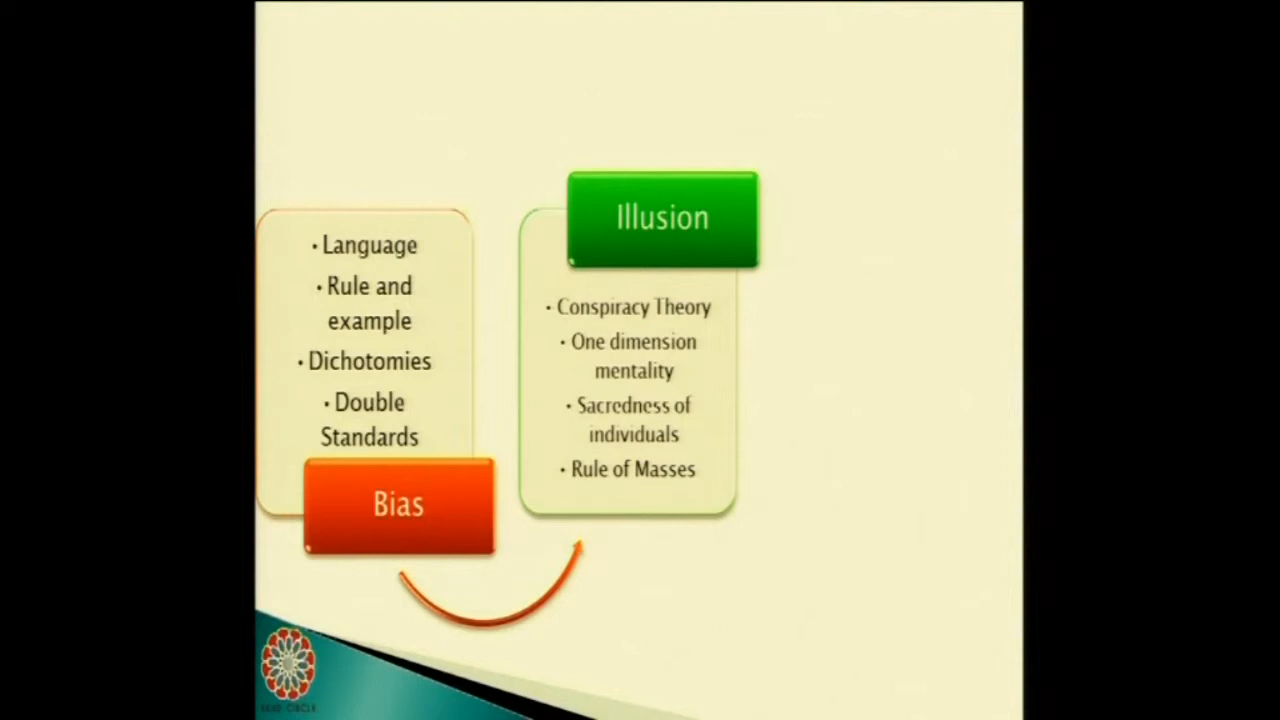 • Language
• Rule and
example
• Dichotomies
• Double
Standards
Bias
Illusion
• Conspiracy Theory
• One dimension
mentality
• Sacredness of
individuals
• Rule of Masses
CIRCLE